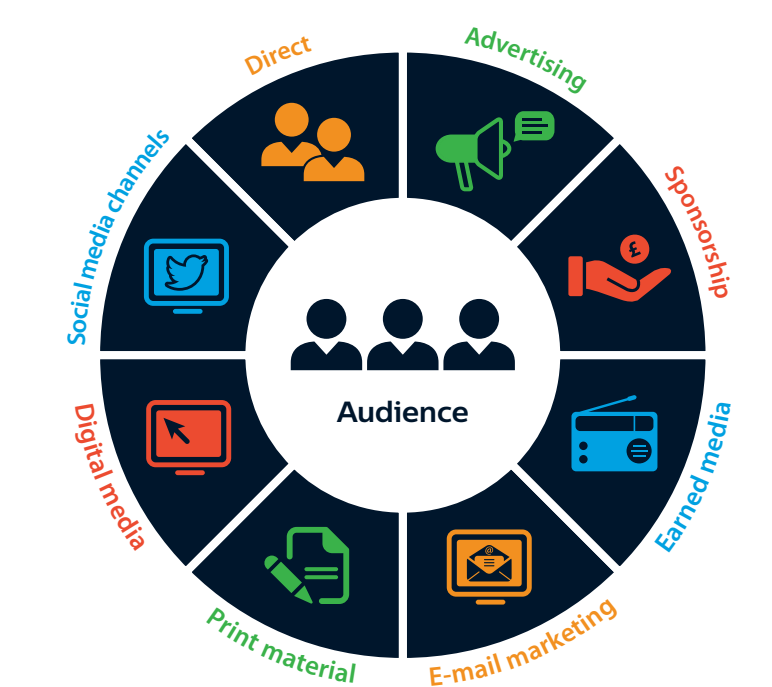 Direct
Advertising
Sponsorship
£
Earned media
E-mail marketing
@
Print material
Digital media
Social media channels
Audience